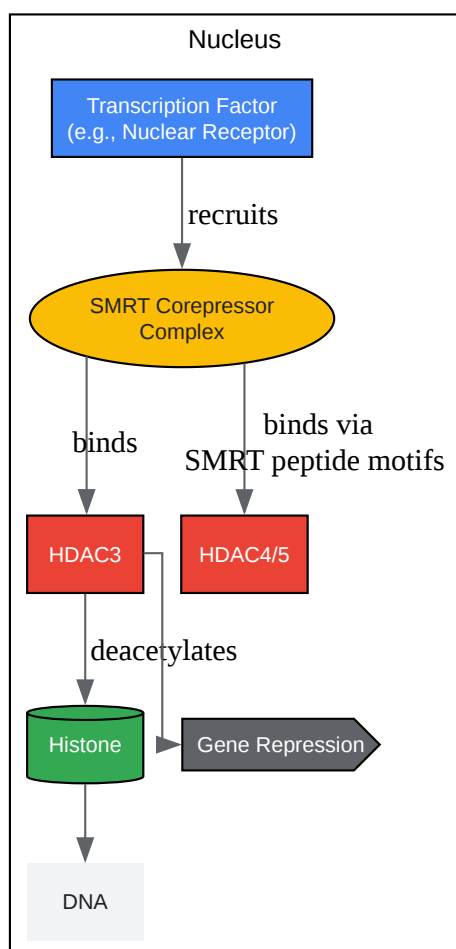 Nucleus
Transcription Factor
(e.g., Nuclear Receptor)
recruits
SMRT Corepressor
Complex
binds
binds via
SMRT peptide motifs
HDAC3
HDAC4/5
deacetylates
Histone
Gene Repression
DNA